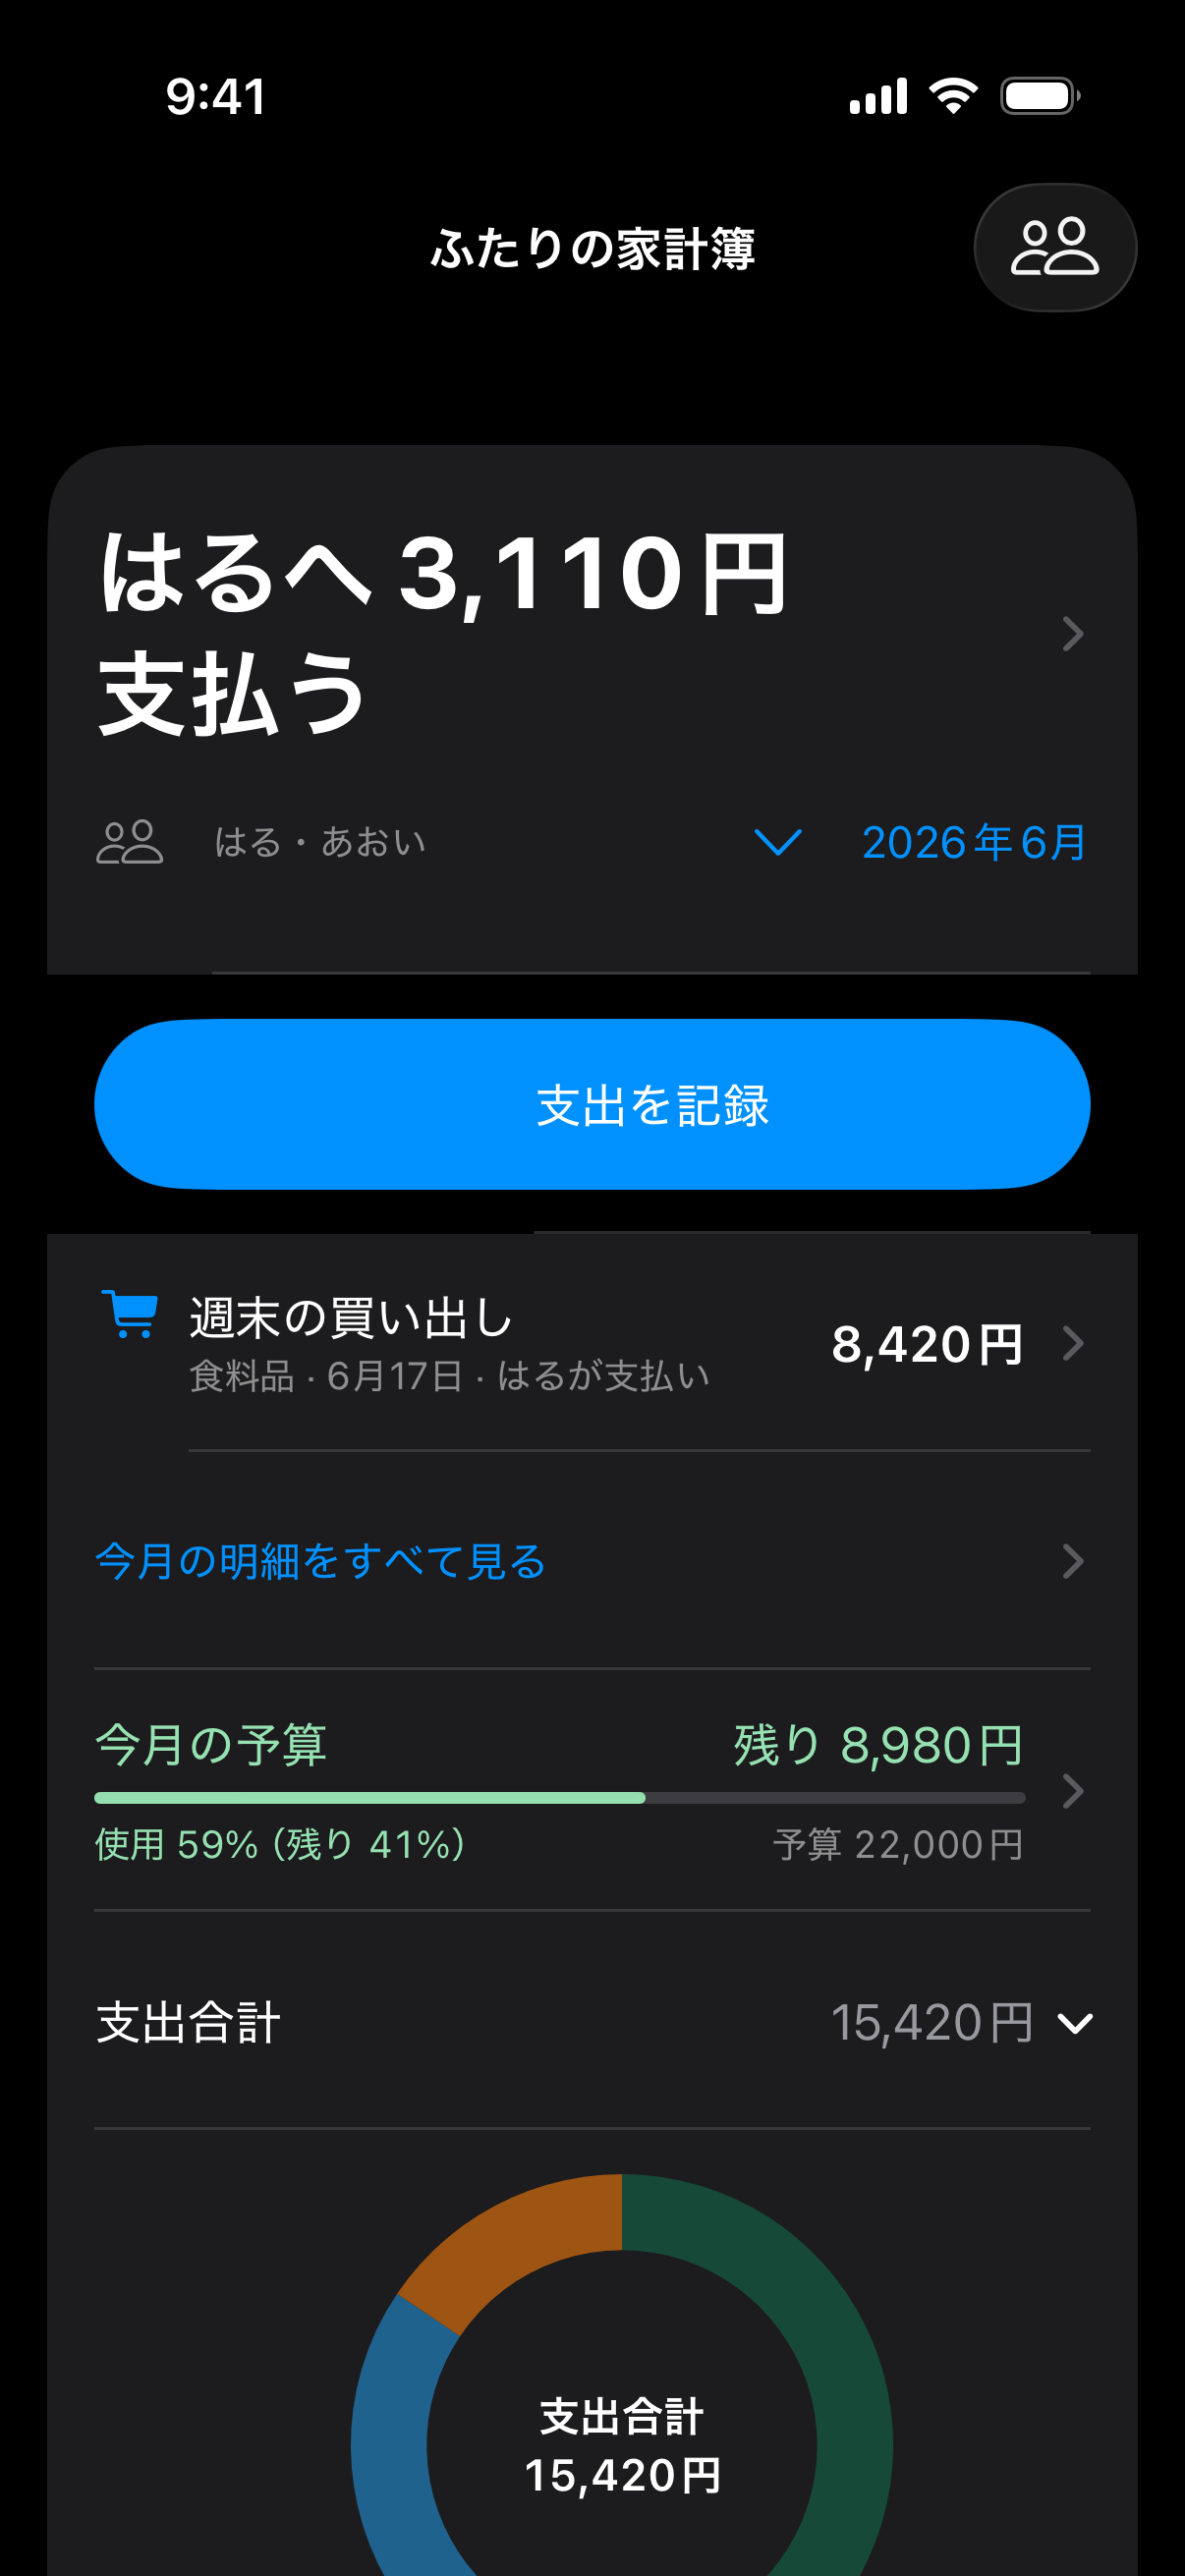 9:41
ふたりの家計簿
はるへ 3,110円
支払う
はる・あおい
2026年6月
支出を記録
週末の買い出し
8,420円
食料品 · 6月17日 · はるが支払い
今月の明細をすべて見る
今月の予算
残り 8,980円
使用 59% (残り 41%)
予算 22,000円
支出合計
15,420円
支出合計
15,420円